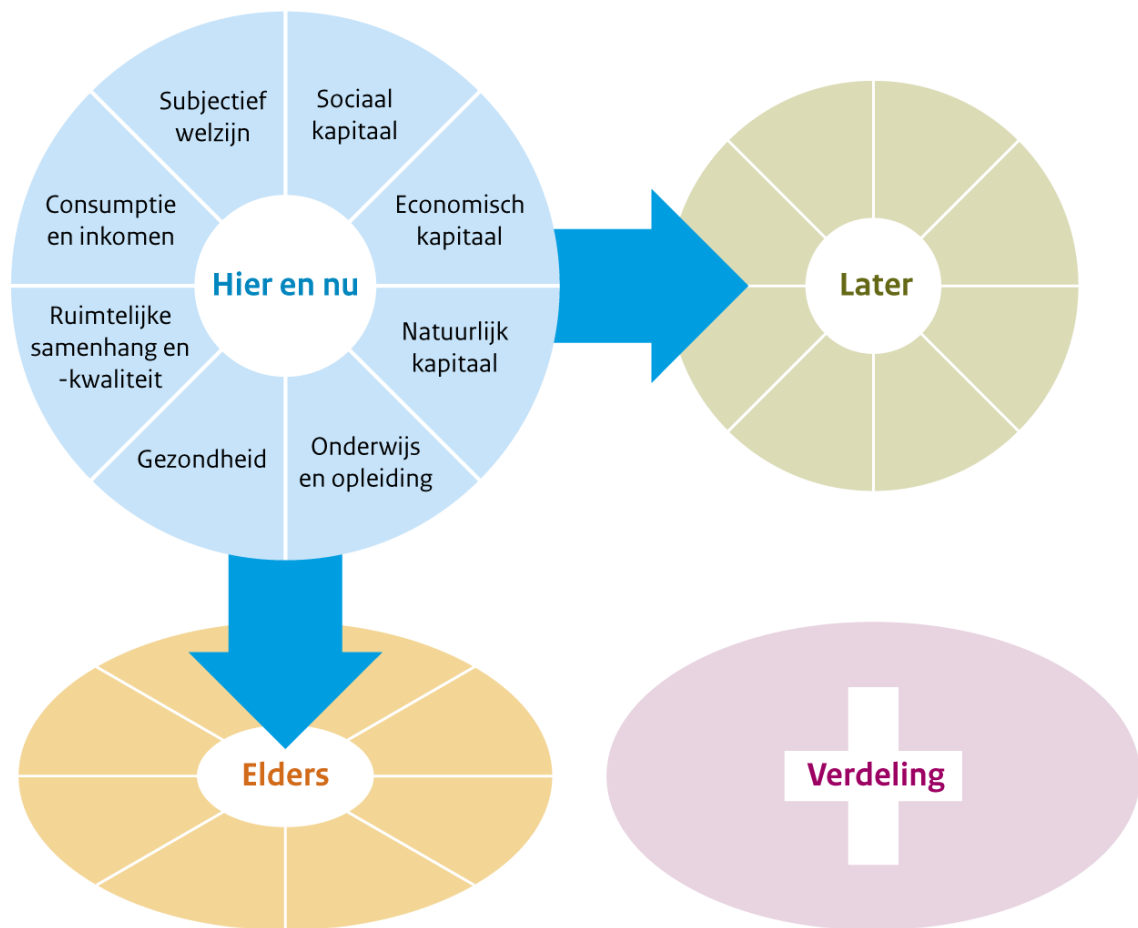 Subjectief
welzijn
Sociaal
kapitaal
Consumptie
en inkomen
Economisch
kapitaal
Hier en nu
Later
Ruimtelijke
samenhang en
-kwaliteit
Natuurlijk
kapitaal
Gezondheid
Onderwijs
en opleiding
Elders
Verdeling